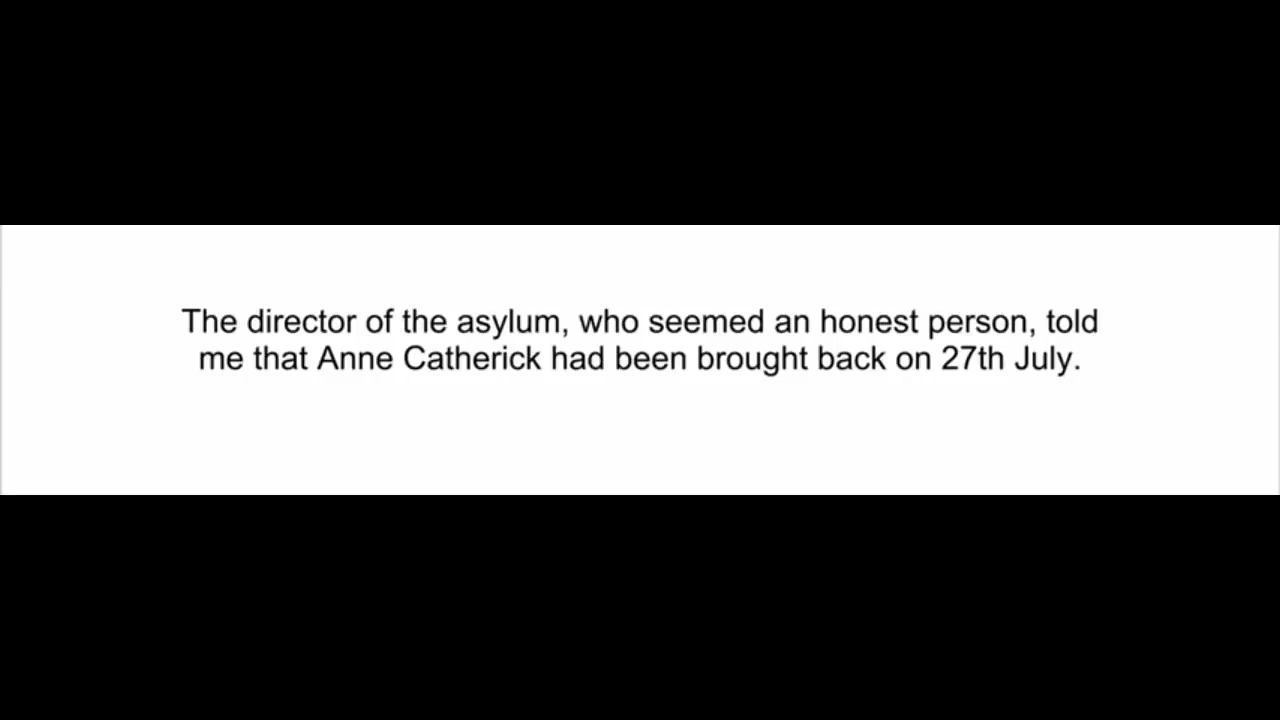 The director of the asylum, who seemed an honest person, told
me that Anne Catherick had been brought back on 27th July.